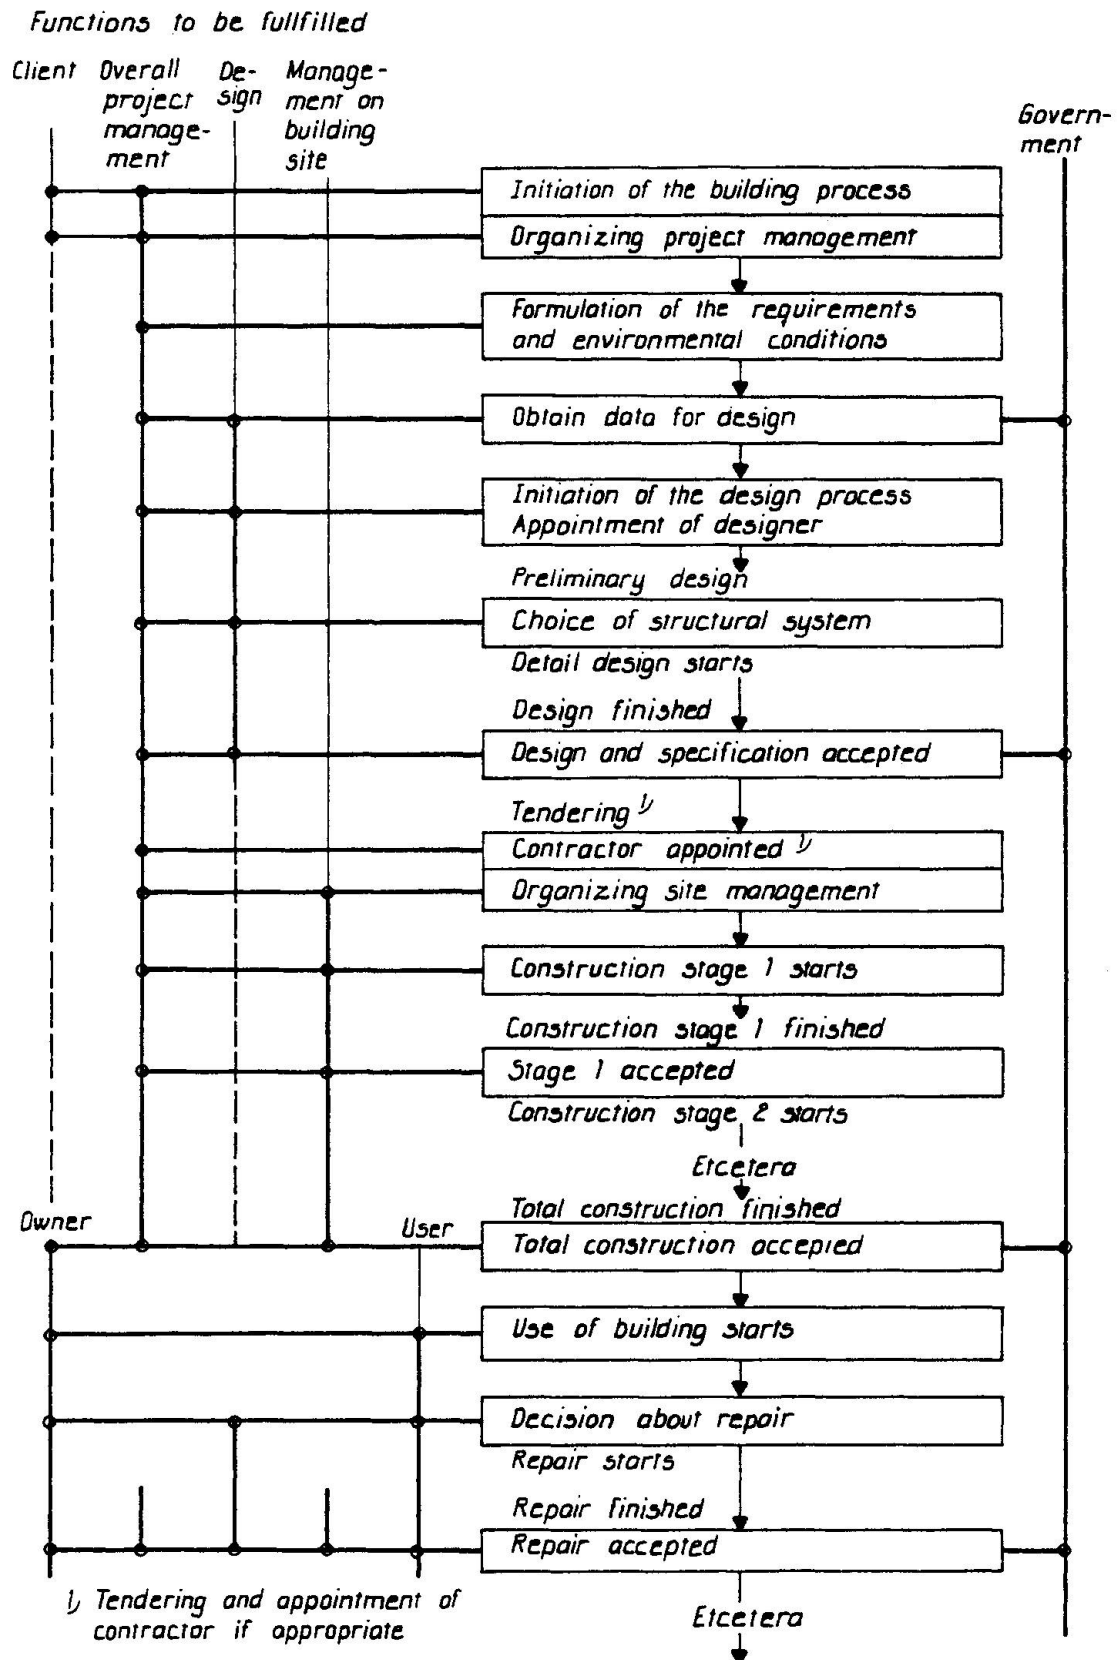 Functions to be fullfilled
Client
Overall
project
manage-
ment
De-
sign
Manage-
ment on
building
site
Govern-
ment
Initiation of the building process
Organizing project management
Formulation of the requirements
and environmental conditions
Obtain data for design
Initiation of the design process
Appointment of designer
Preliminary design
Choice of structural system
Detail design starts
Design finished
Design and specification accepted
Tendering 1)
Contractor appointed 1)
Organizing site management
Construction stage 1 starts
Construction stage 1 finished
Stage 1 accepted
Construction stage 2 starts
Etcetera
Total construction finished
Owner
User
Total construction accepted
Use of building starts
Decision about repair
Repair starts
Repair finished
Repair accepted
1) Tendering and appointment of
contractor if appropriate
Etcetera